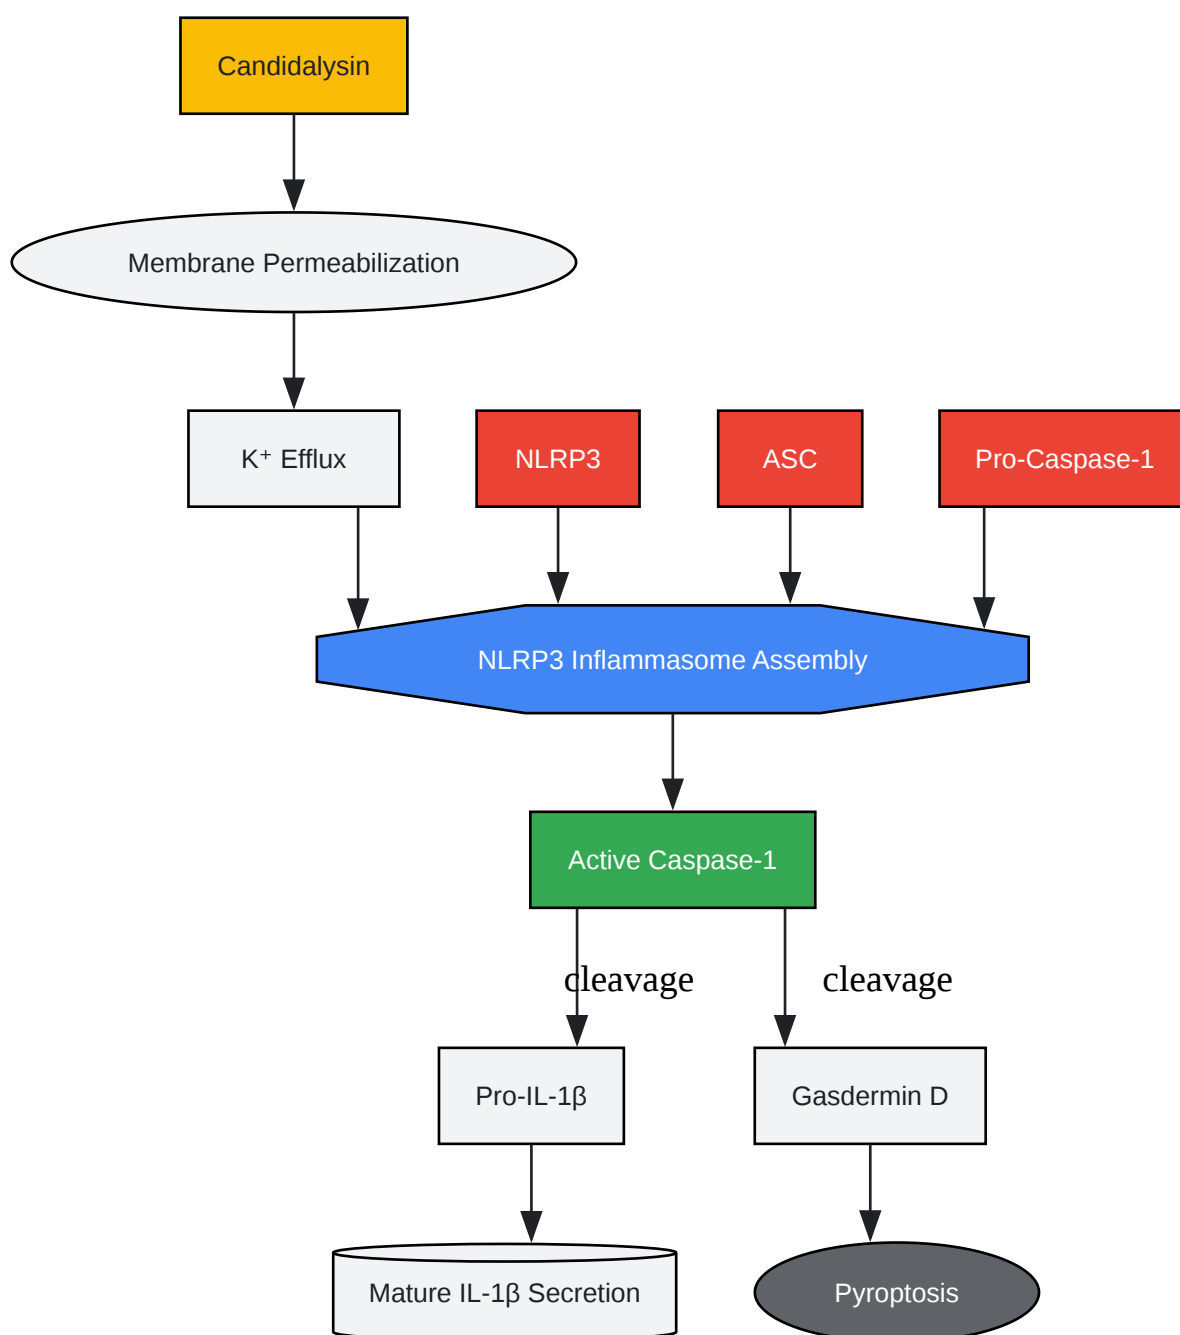 Candidalysin
Membrane Permeabilization
K⁺ Efflux
NLRP3
ASC
Pro-Caspase-1
NLRP3 Inflammasome Assembly
Active Caspase-1
cleavage
cleavage
Pro-IL-1β
Gasdermin D
Mature IL-1β Secretion
Pyroptosis